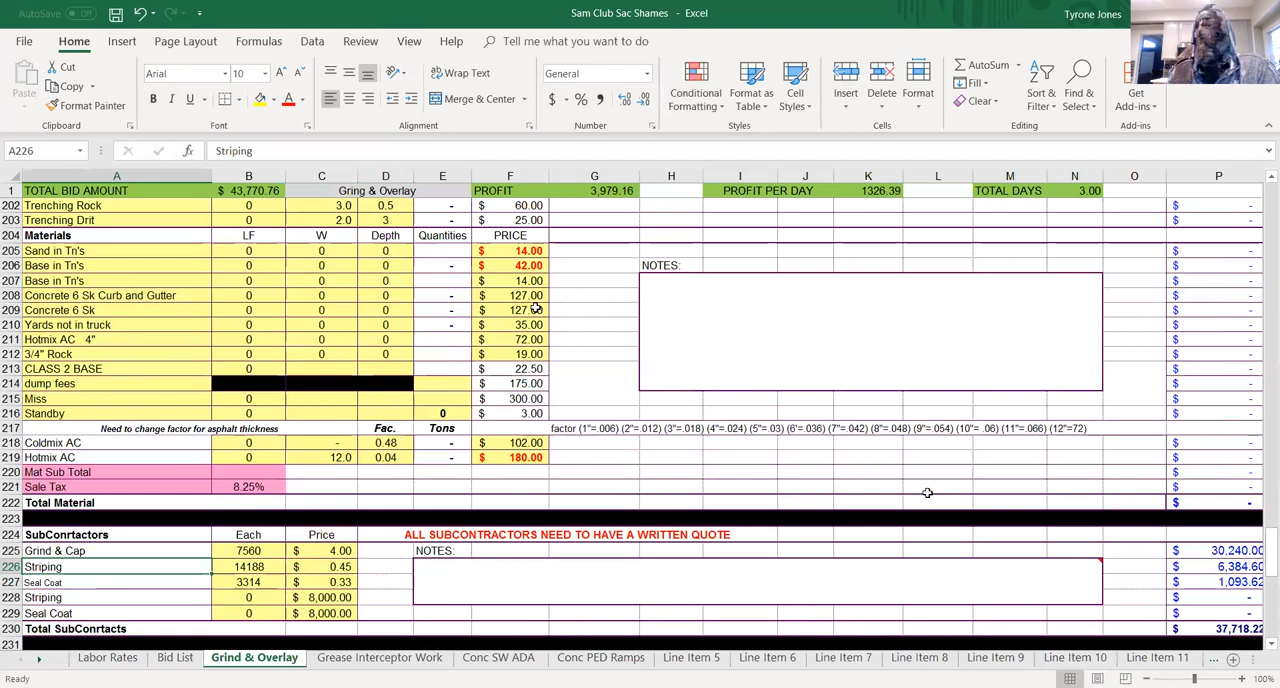 AutoSave Off Sam Club Sac Shames - Excel Tyrone Jones
File Home Insert Page Layout Formulas Data Review View Help Tell me what you want to do
Paste Cut Copy Format Painter Clipboard
Arial 10 A A B I U A Font
Wrap Text Merge & Center Alignment
General $ % , Number
Conditional Formatting Format as Table Cell Styles Styles
Insert Delete Format Cells
AutoSum Fill Clear Sort & Filter Find & Select Editing
Get Add-ins Add-ins
A226 fx Striping
A B C D E F G H I J K L M N O P
1 TOTAL BID AMOUNT $ 43,770.76 Gring & Overlay PROFIT 3,979.16 PROFIT PER DAY 1326.39 TOTAL DAYS 3.00
202 Trenching Rock 0 3.0 0.5 - $ 60.00 $ -
203 Trenching Drit 0 2.0 3 - $ 25.00 $ -
204 Materials LF W Depth Quantities PRICE
205 Sand in Tn's 0 0 0 $ 14.00 $ -
206 Base in Tn's 0 0 0 - $ 42.00 NOTES: $ -
207 Base in Tn's 0 0 0 $ 14.00 $ -
208 Concrete 6 Sk Curb and Gutter 0 0 0 - $ 127.00 $ -
209 Concrete 6 Sk 0 0 0 - $ 127.00 $ -
210 Yards not in truck 0 0 0 - $ 35.00 $ -
211 Hotmix AC 4" 0 0 0 $ 72.00 $ -
212 3/4" Rock 0 0 0 $ 19.00 $ -
213 CLASS 2 BASE $ 22.50 $ -
214 dump fees $ 175.00 $ -
215 Miss 0 $ 300.00 $ -
216 Standby 0 0 $ 3.00 $ -
217 Need to change factor for asphalt thickness Fac. Tons factor (1"=.006) (2"=.012) (3"=.018) (4"=.024) (5"=.03) (6'=.036) (7"=.042) (8"=.048) (9"=.054) (10"= .06) (11"=.066) (12"=72)
218 Coldmix AC 0 - 0.48 - $ 102.00 $ -
219 Hotmix AC 0 12.0 0.04 - $ 180.00 $ -
220 Mat Sub Total $ -
221 Sale Tax 8.25% $ -
222 Total Material $ -
223
224 SubConrtactors Each Price ALL SUBCONTRACTORS NEED TO HAVE A WRITTEN QUOTE
225 Grind & Cap 7560 $ 4.00 NOTES: $ 30,240.00
226 Striping 14188 $ 0.45 $ 6,384.60
227 Seal Coat 3314 $ 0.33 $ 1,093.62
228 Striping 0 $ 8,000.00 $ -
229 Seal Coat 0 $ 8,000.00 $ -
230 Total SubConrtacts $ 37,718.22
231
Labor Rates Bid List Grind & Overlay Grease Interceptor Work Conc SW ADA Conc PED Ramps Line Item 5 Line Item 6 Line Item 7 Line Item 8 Line Item 9 Line Item 10 Line Item 11 ...
Ready 100%